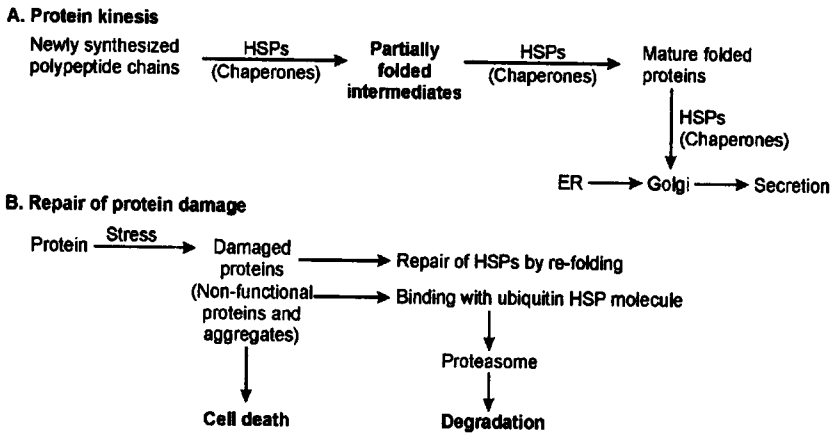 A. Protein kinesis
Newly synthesized
polypeptide chains
HSPs
(Chaperones)
Partially
folded
intermediates
HSPs
(Chaperones)
Mature folded
proteins
HSPs
(Chaperones)
ER
Golgi
Secretion
B. Repair of protein damage
Protein
Stress
Damaged
proteins
(Non-functional
proteins and
aggregates)
Repair of HSPs by re-folding
Binding with ubiquitin HSP molecule
Proteasome
Cell death
Degradation